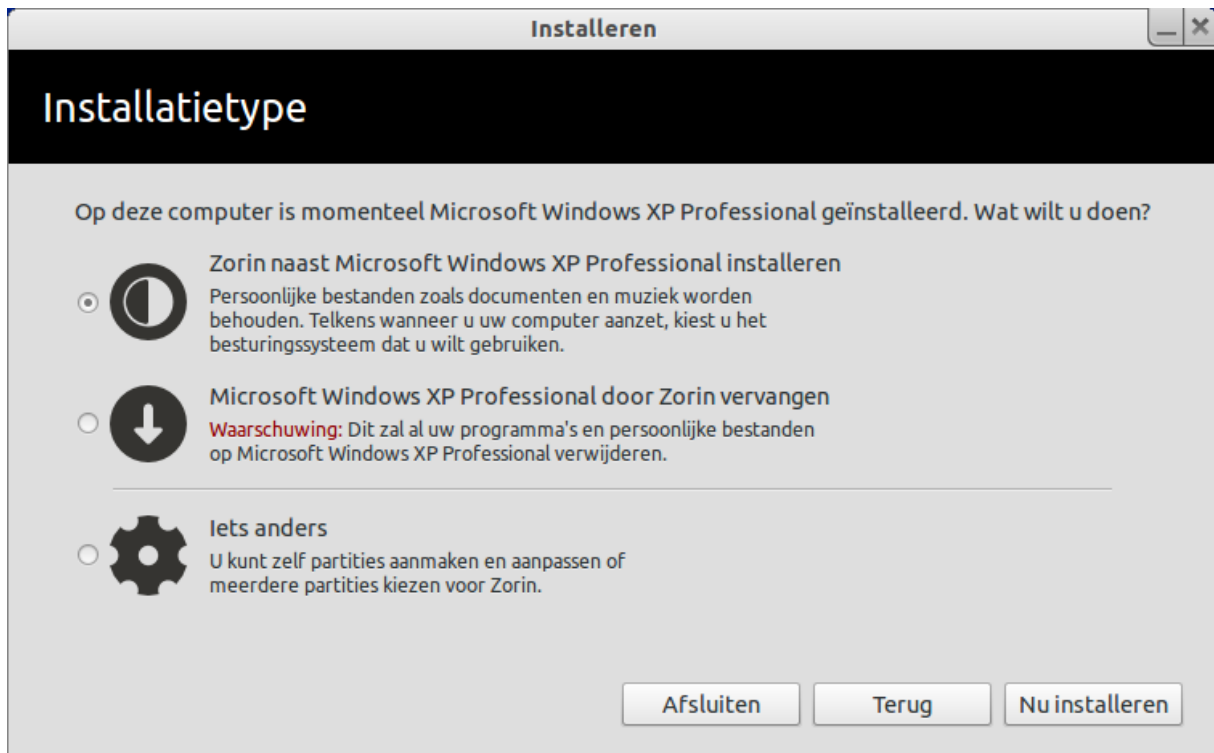 Installeren
Installatietype
Op deze computer is momenteel Microsoft Windows XP Professional geïnstalleerd. Wat wilt u doen?
Zorin naast Microsoft Windows XP Professional installeren
Persoonlijke bestanden zoals documenten en muziek worden
behouden. Telkens wanneer u uw computer aanzet, kiest u het
besturingssysteem dat u wilt gebruiken.
Microsoft Windows XP Professional door Zorin vervangen
Waarschuwing: Dit zal al uw programma's en persoonlijke bestanden
op Microsoft Windows XP Professional verwijderen.
Iets anders
U kunt zelf partities aanmaken en aanpassen of
meerdere partities kiezen voor Zorin.
Afsluiten
Terug
Nu installeren